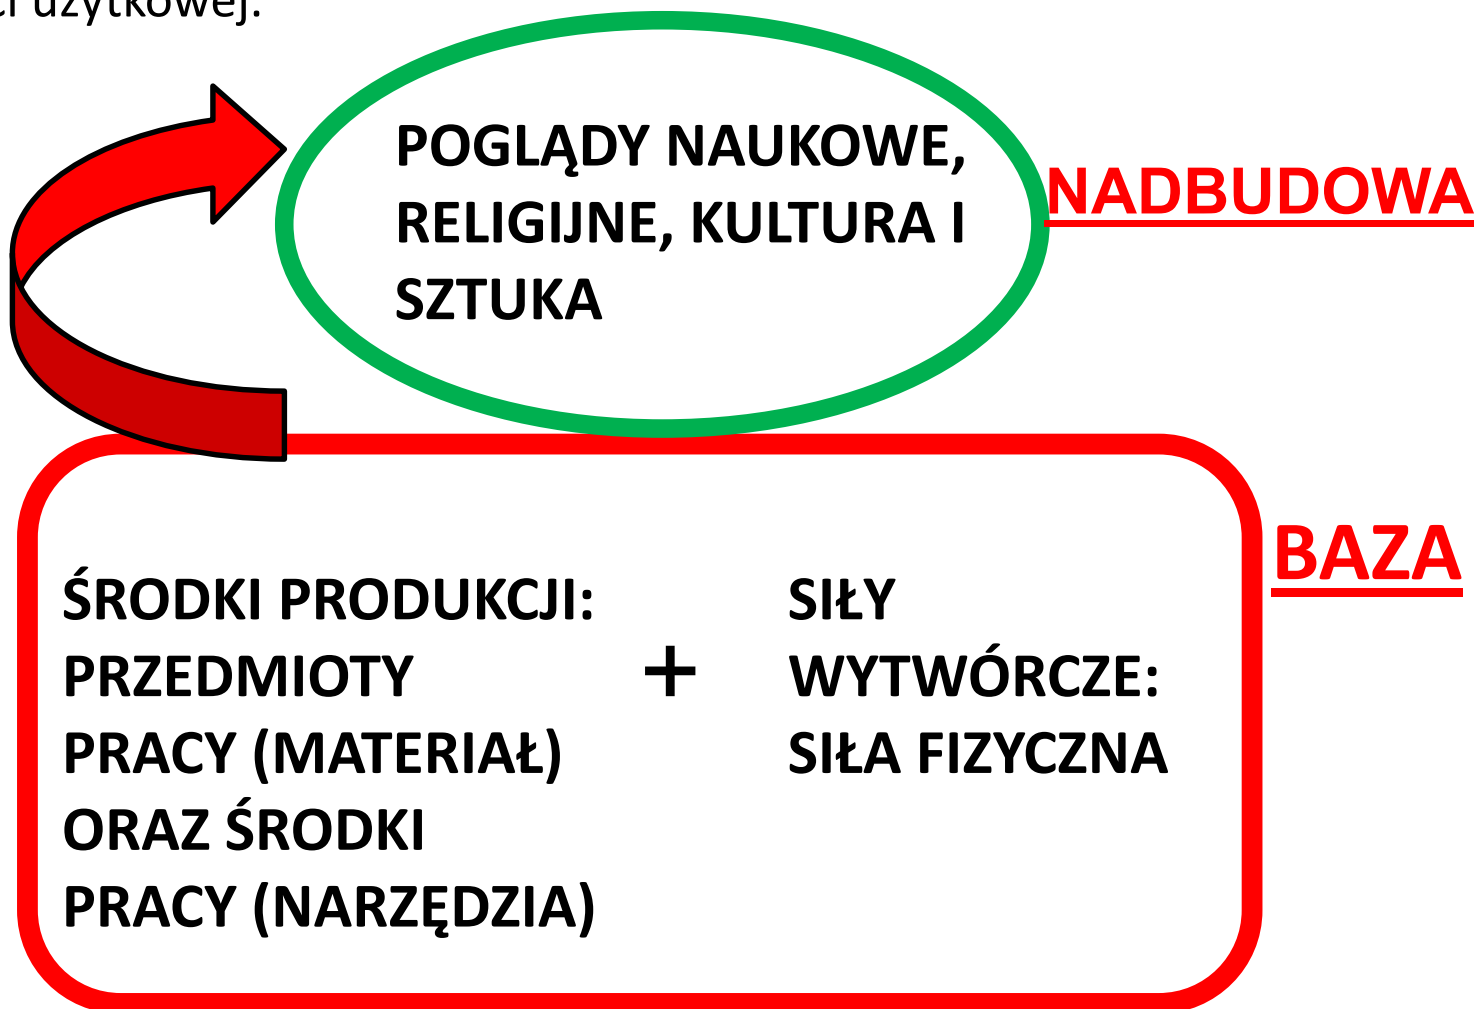 użytkowej.
POGLĄDY NAUKOWE,
RELIGIJNE, KULTURA I
SZTUKA
NADBUDOWA
BAZA
ŚRODKI PRODUKCJI:
PRZEDMIOTY
PRACY (MATERIAŁ)
ORAZ ŚRODKI
PRACY (NARZĘDZIA)
+
SIŁY
WYTWÓRCZE:
SIŁA FIZYCZNA